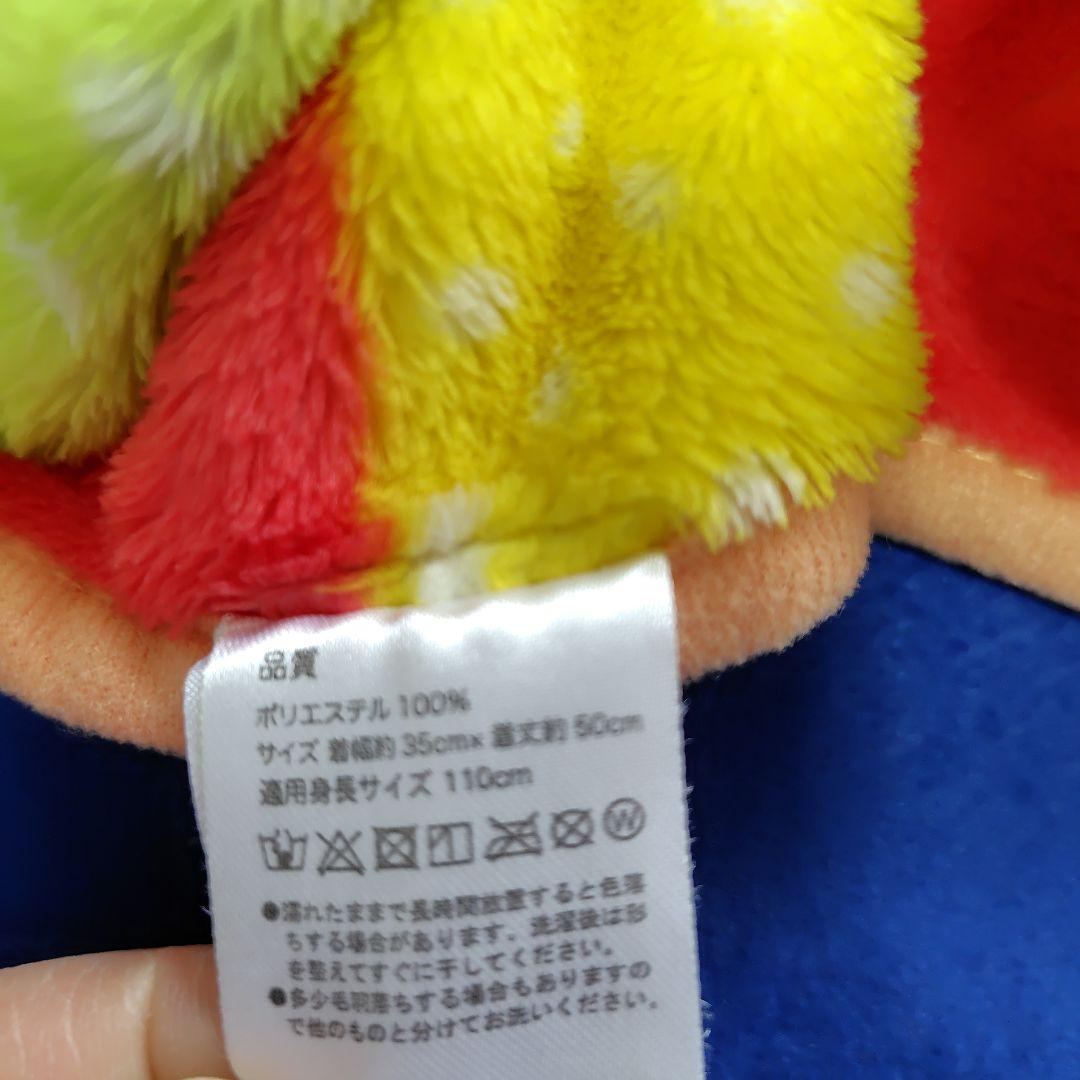 品質
ポリエステル 100%
サイズ 着幅約 35cm× 着丈約 50cm
適用身長サイズ 110cm
W
●濡れたままで長時間放置すると色落
ちする場合があります。洗濯後は形
を整えてすぐに干してください。
●多少毛羽落ちする場合もありますの
で他のものと分けてお洗いください。